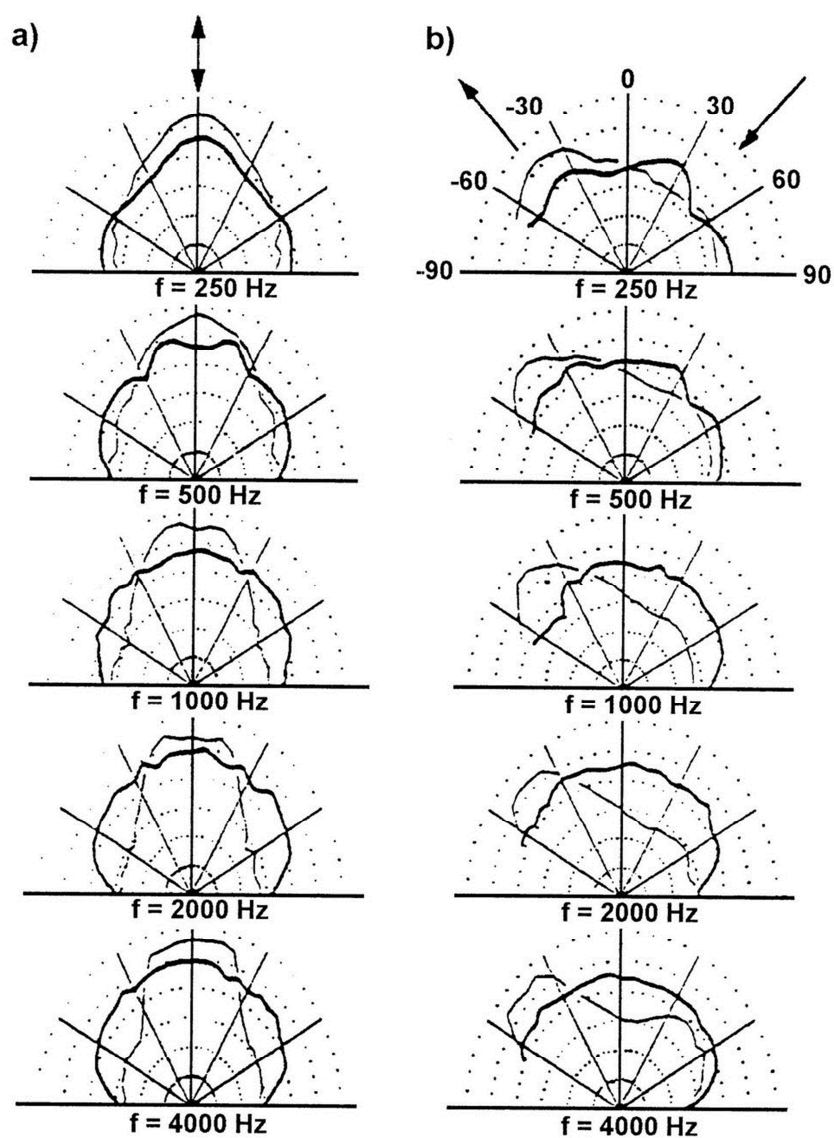 a)
f = 250 Hz
f = 500 Hz
f = 1000 Hz
f = 2000 Hz
f = 4000 Hz
b)
0
-30
30
-60
60
-90
90
f = 250 Hz
f = 500 Hz
f = 1000 Hz
f = 2000 Hz
f = 4000 Hz